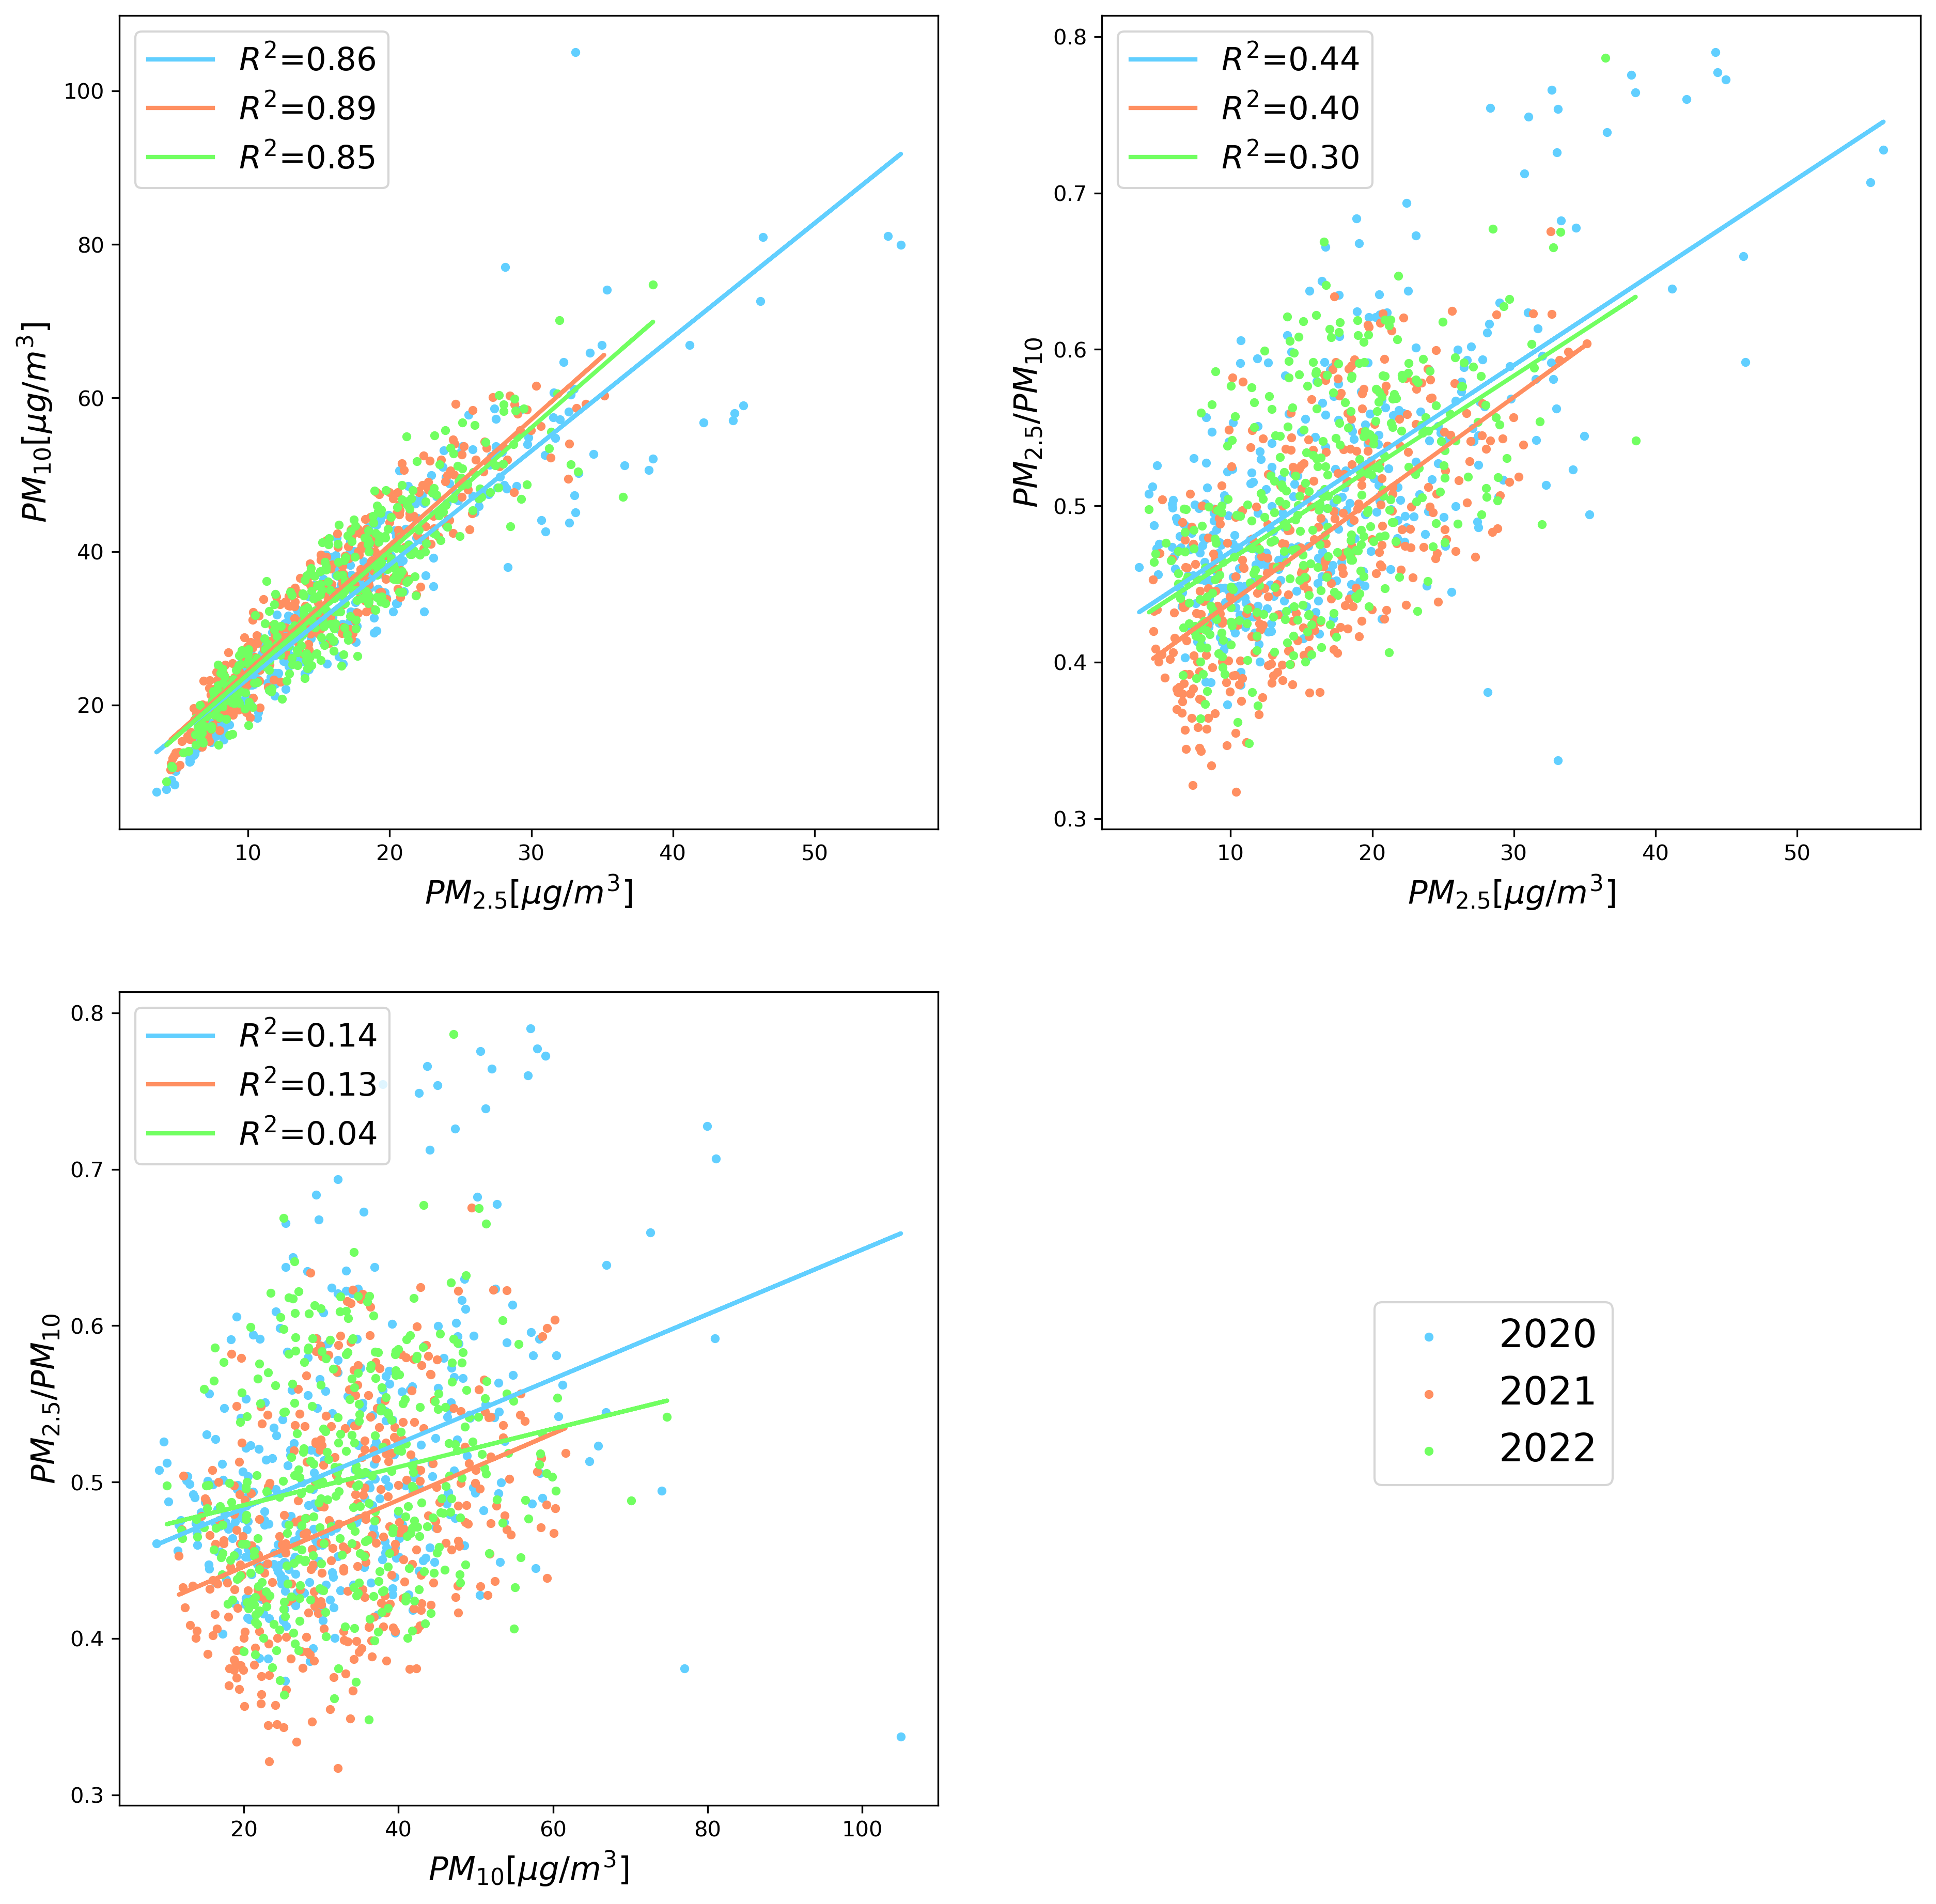 R²=0.86
R²=0.89
R²=0.85
100
80
60
40
20
PM₁₀[μg/m³]
10 20 30 40 50
PM₂.₅[μg/m³]
R²=0.44
R²=0.40
R²=0.30
0.8
0.7
0.6
0.5
0.4
0.3
PM₂.₅/PM₁₀
10 20 30 40 50
PM₂.₅[μg/m³]
R²=0.14
R²=0.13
R²=0.04
0.8
0.7
0.6
0.5
0.4
0.3
PM₂.₅/PM₁₀
20 40 60 80 100
PM₁₀[μg/m³]
2020
2021
2022